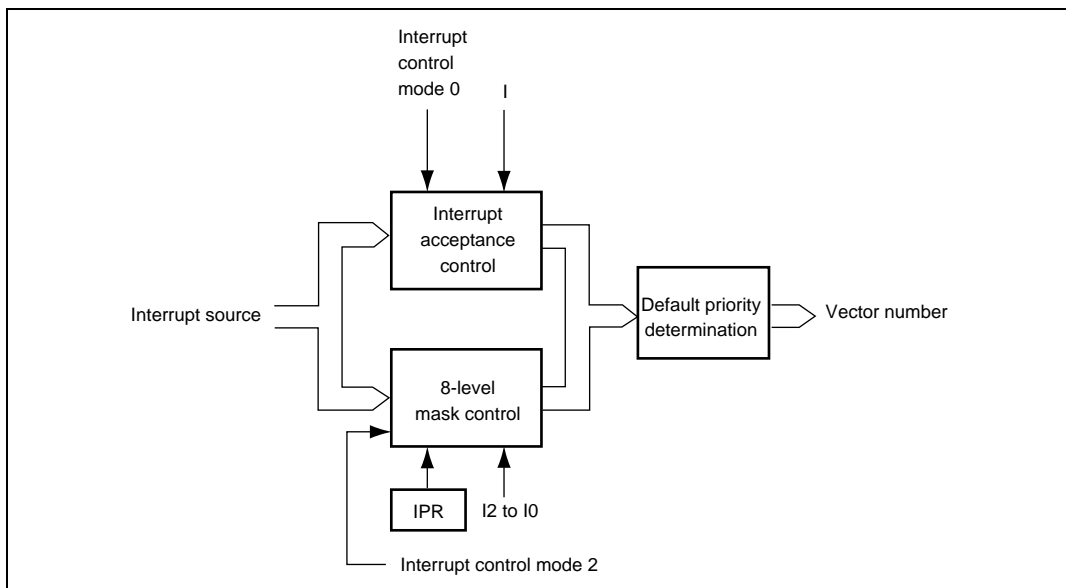 Interrupt
control
mode 0
I
Interrupt
acceptance
control
Interrupt source
Default priority
determination
Vector number
8-level
mask control
IPR
I2 to I0
Interrupt control mode 2